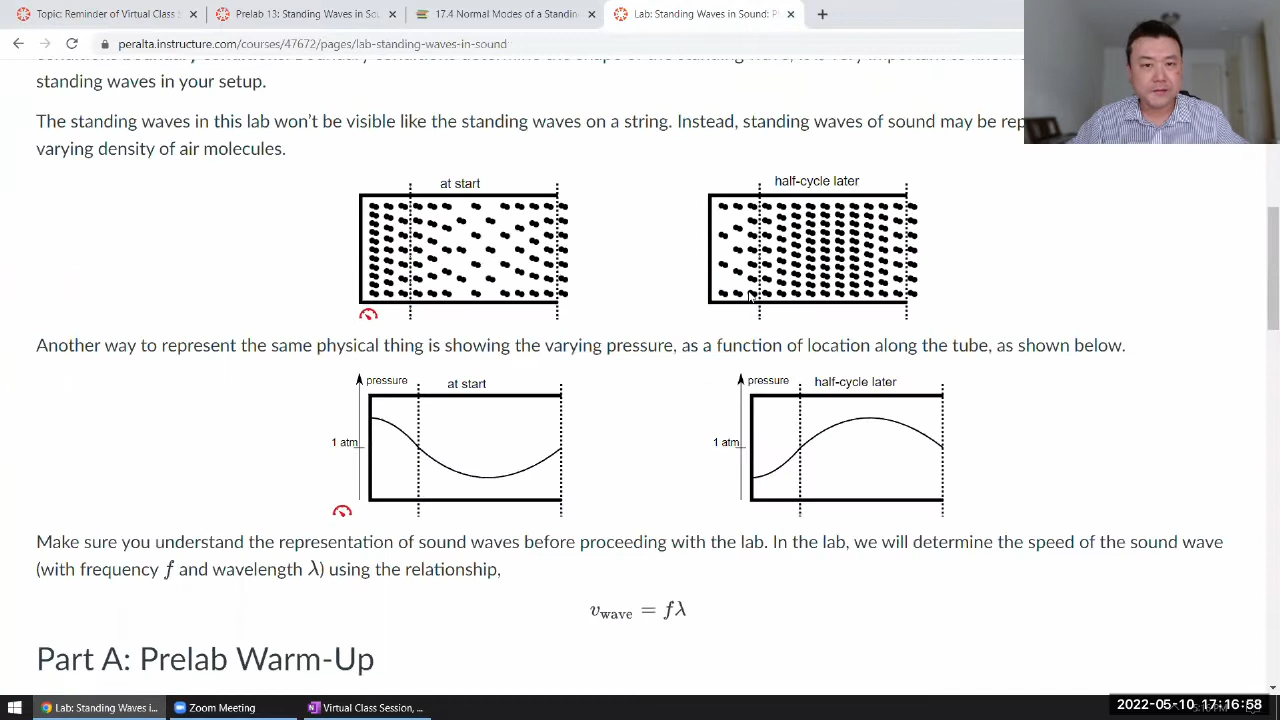 Topic: Reminder of Virtual Class
Prelab 13: Standing Waves in Sou
17.4 Normal Modes of a Standin
Lab: Standing Waves in Sound: P
peralta.instructure.com/courses/47672/pages/lab-standing-waves-in-sound
standing waves in your setup.
The standing waves in this lab won't be visible like the standing waves on a string. Instead, standing waves of sound may be rep
varying density of air molecules.
at start
half-cycle later
Another way to represent the same physical thing is showing the varying pressure, as a function of location along the tube, as shown below.
pressure at start
pressure half-cycle later
1 atm
1 atm
Make sure you understand the representation of sound waves before proceeding with the lab. In the lab, we will determine the speed of the sound wave
(with frequency f and wavelength λ) using the relationship,
v wave = fλ
Part A: Prelab Warm-Up
Lab: Standing Waves i...
Zoom Meeting
Virtual Class Session, ...
2022-05-10 17:16:58